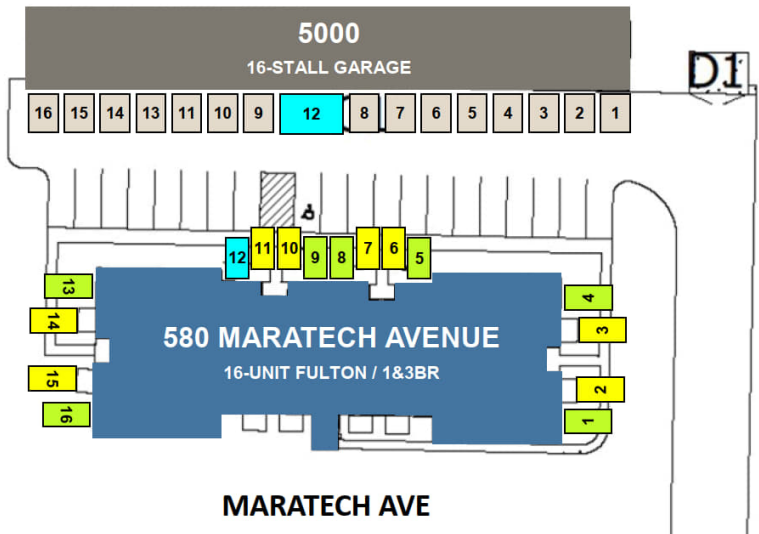 5000
16-STALL GARAGE
D1
16 15 14 13 11 10 9 12 8 7 6 5 4 3 2 1
12 11 10 9 8 7 6 5
13
14
15
16
4
3
2
1
580 MARATECH AVENUE
16-UNIT FULTON / 1&3BR
MARATECH AVE